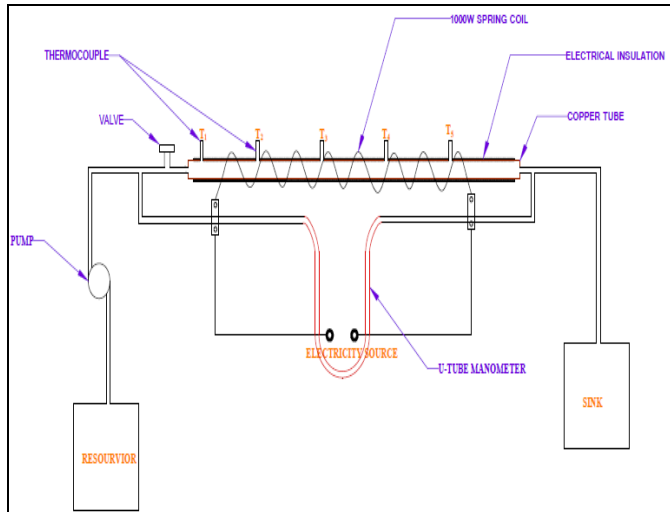 1000W SPRING COIL
THERMOCOUPLE
ELECTRICAL INSULATION
VALVE
COPPER TUBE
T1 T2 T3 T4 T5
PUMP
ELECTRICITY SOURCE
U-TUBE MANOMETER
SINK
RESOURVIOR